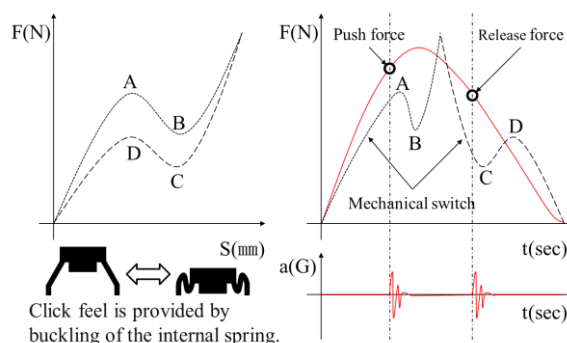 F(N)
A
B
D
C
S(mm)
Click feel is provided by
buckling of the internal spring.
F(N)
Push force
Release force
A
B
D
C
Mechanical switch
t(sec)
a(G)
t(sec)